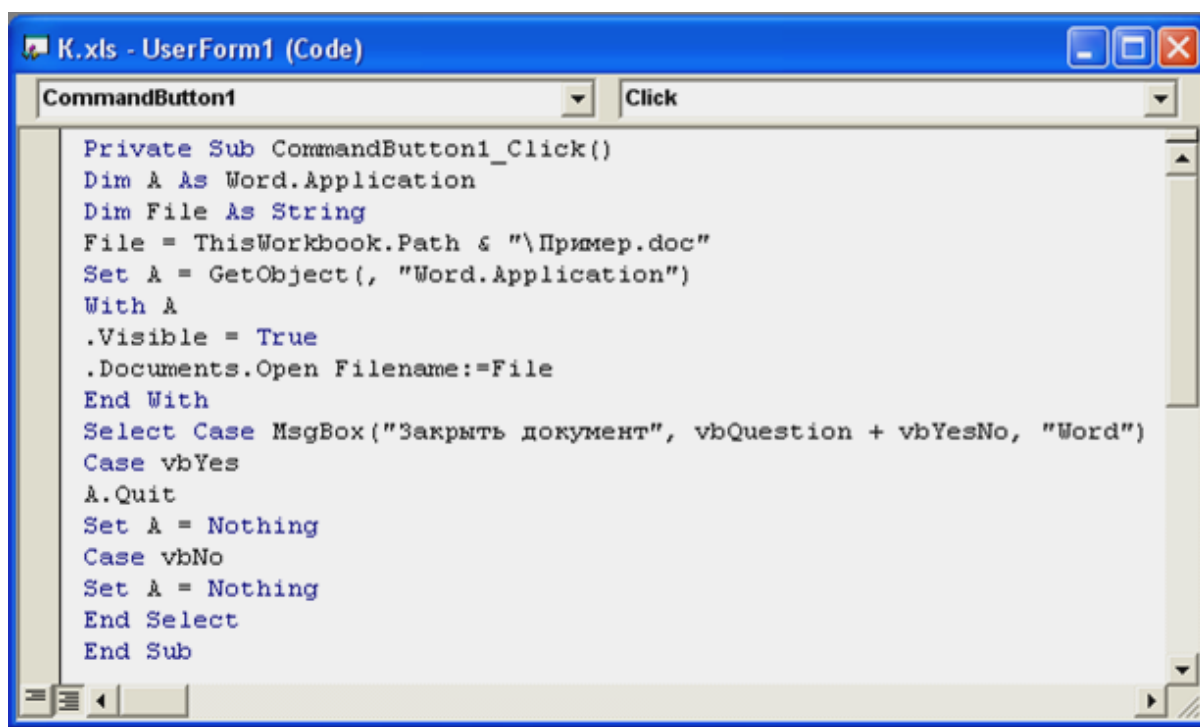 K.xls - UserForm1 (Code)
CommandButton1 Click
Private Sub CommandButton1_Click()
Dim A As Word.Application
Dim File As String
File = ThisWorkbook.Path & "\Пример.doc"
Set A = GetObject(, "Word.Application")
With A
.Visible = True
.Documents.Open Filename:=File
End With
Select Case MsgBox("Закрыть документ", vbQuestion + vbYesNo, "Word")
Case vbYes
A.Quit
Set A = Nothing
Case vbNo
Set A = Nothing
End Select
End Sub